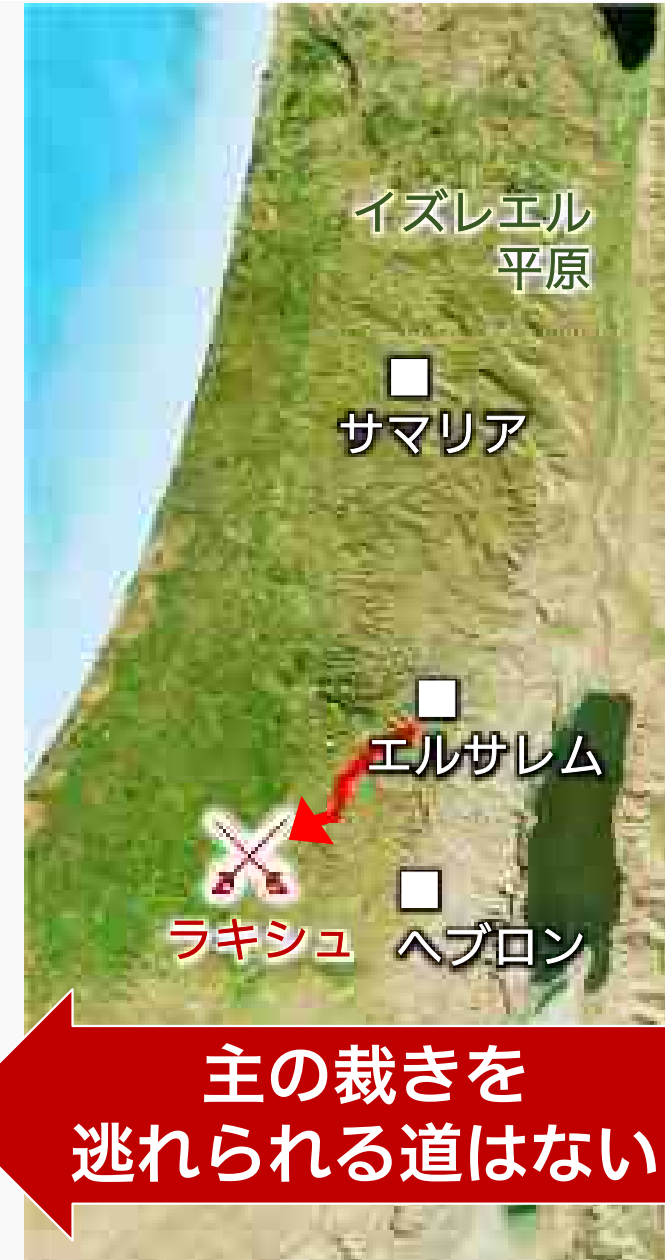 イズレエル
平原
サマリア
エルサレム
ラキシュ
ヘブロン
主の裁きを
逃れられる道はない